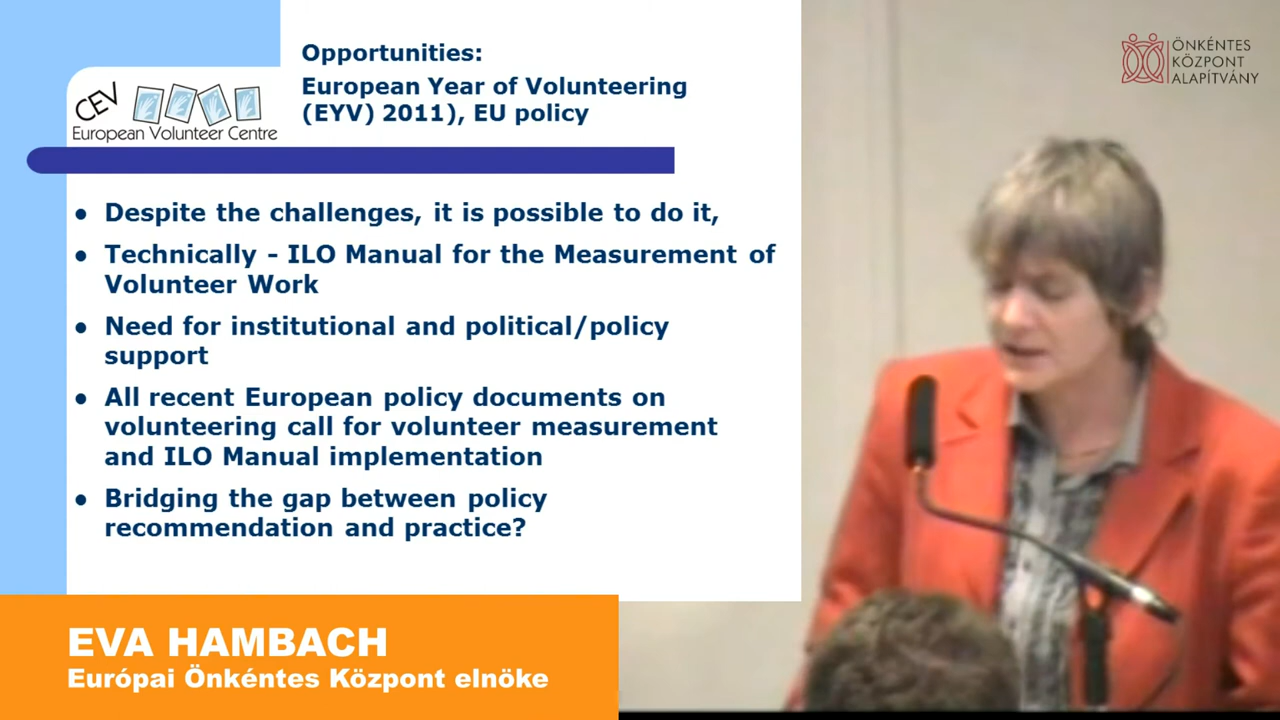 Opportunities:
European Year of Volunteering
(EYV) 2011), EU policy
CEV
European Volunteer Centre
● Despite the challenges, it is possible to do it,
● Technically - ILO Manual for the Measurement of
Volunteer Work
● Need for institutional and political/policy
support
● All recent European policy documents on
volunteering call for volunteer measurement
and ILO Manual implementation
● Bridging the gap between policy
recommendation and practice?
ÖNKÉNTES
KÖZPONT
ALAPÍTVÁNY
EVA HAMBACH
Európai Önkéntes Központ elnöke